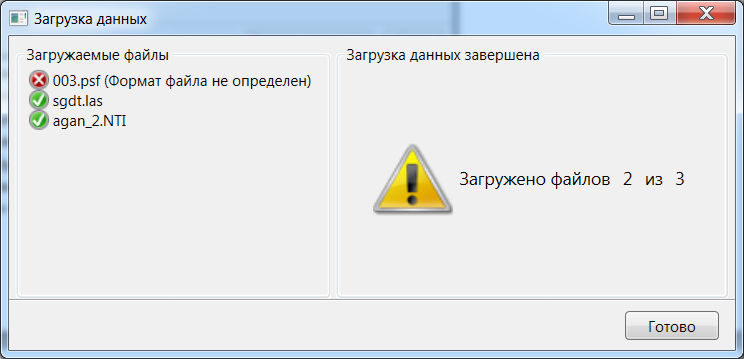 Загрузка данных
Загружаемые файлы
003.psf (Формат файла не определен)
sgdt.las
agan_2.NTI
Загрузка данных завершена
Загружено файлов 2 из 3
Готово